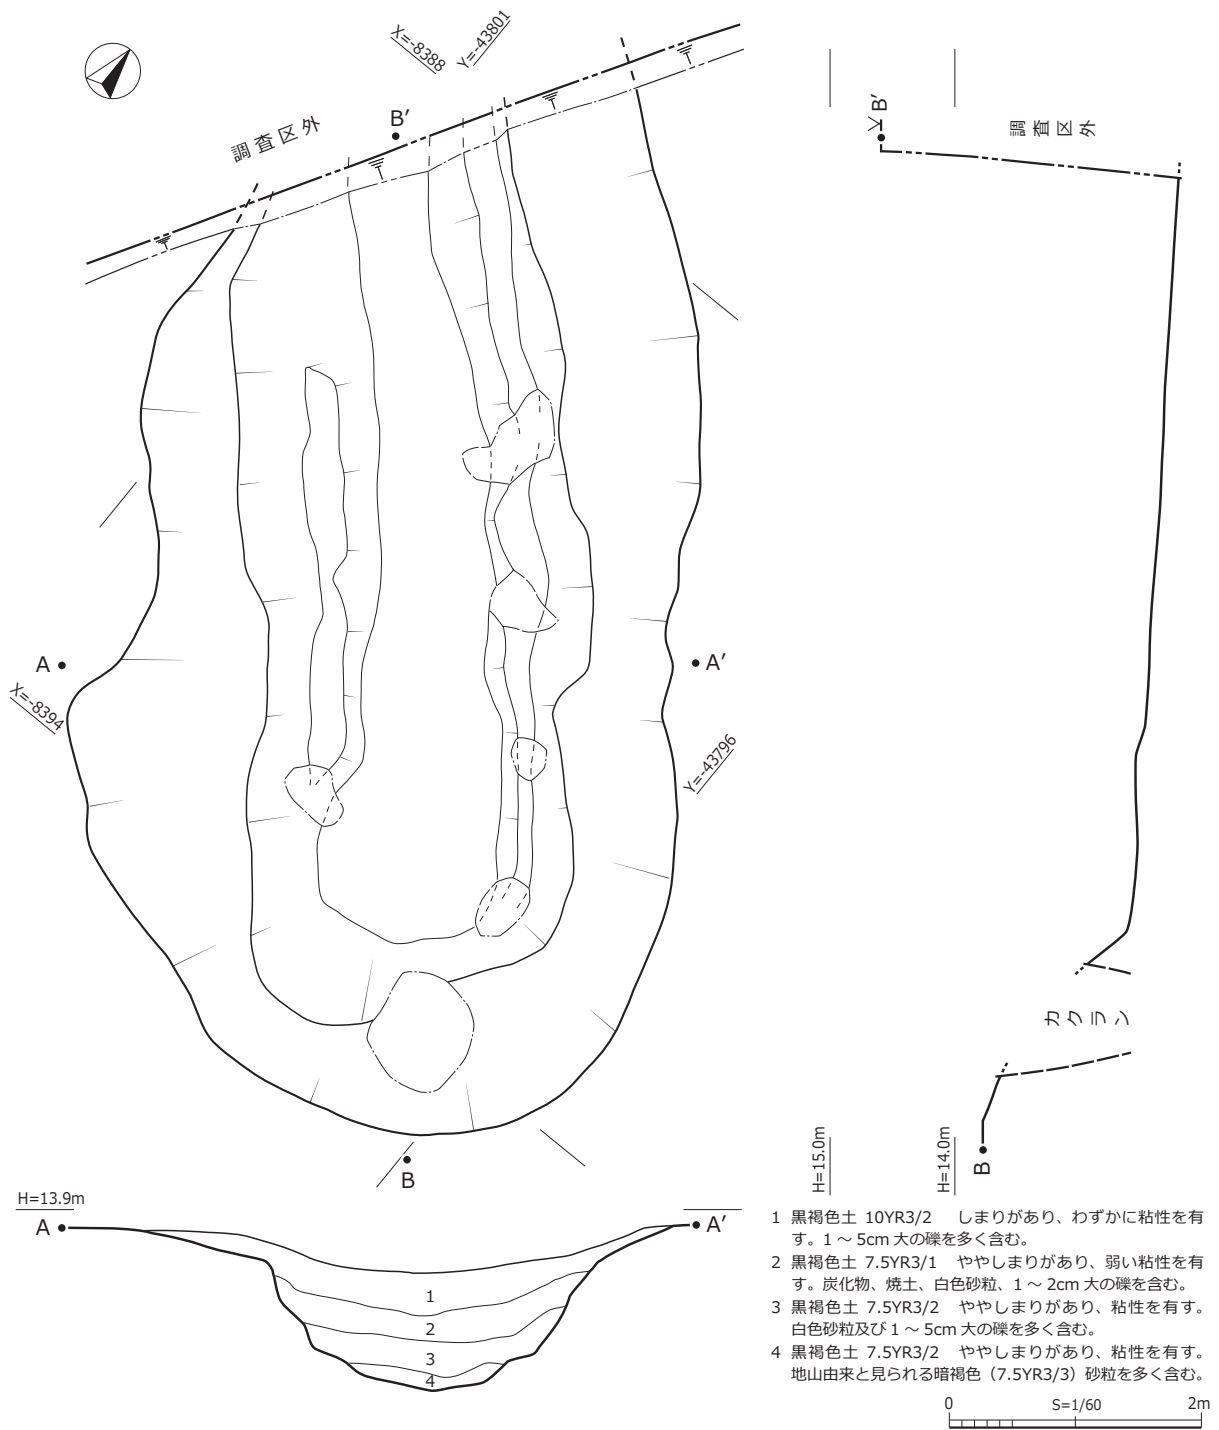 X=-8388
Y=-43801
調査区外
B′
B′
調査区外
A
A′
X=-8394
Y=-43796
カクラン
B
H=15.0m
H=14.0m
B
H=13.9m
A
A′
1
2
3
4
1 黒褐色土 10YR3/2 しまりがあり、わずかに粘性を有
す。1～5cm大の礫を多く含む。
2 黒褐色土 7.5YR3/1 ややしまりがあり、弱い粘性を有
す。炭化物、焼土、白色砂粒、1～2cm大の礫を含む。
3 黒褐色土 7.5YR3/2 ややしまりがあり、粘性を有す。
白色砂粒及び1～5cm大の礫を多く含む。
4 黒褐色土 7.5YR3/2 ややしまりがあり、粘性を有す。
地山由来と見られる暗褐色（7.5YR3/3）砂粒を多く含む。
0 S=1/60 2m